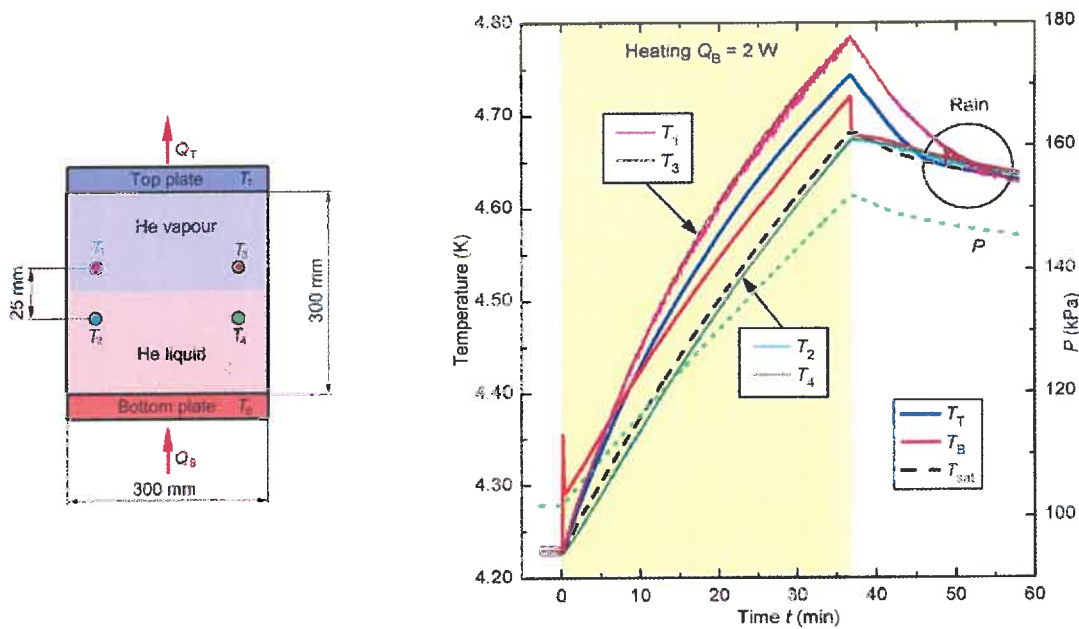 Q_T
Top plate T_T
He vapour
T_1
T_3
25 mm
300 mm
T_2
T_4
He liquid
Bottom plate T_B
Q_B
300 mm
Heating Q_B = 2 W
T_1
T_3
Rain
P
T_2
T_4
T_T
T_B
T_sat
4.80
4.70
4.60
4.50
4.40
4.30
4.20
Temperature (K)
180
160
140
120
100
P (kPa)
0
10
20
30
40
50
60
Time t (min)